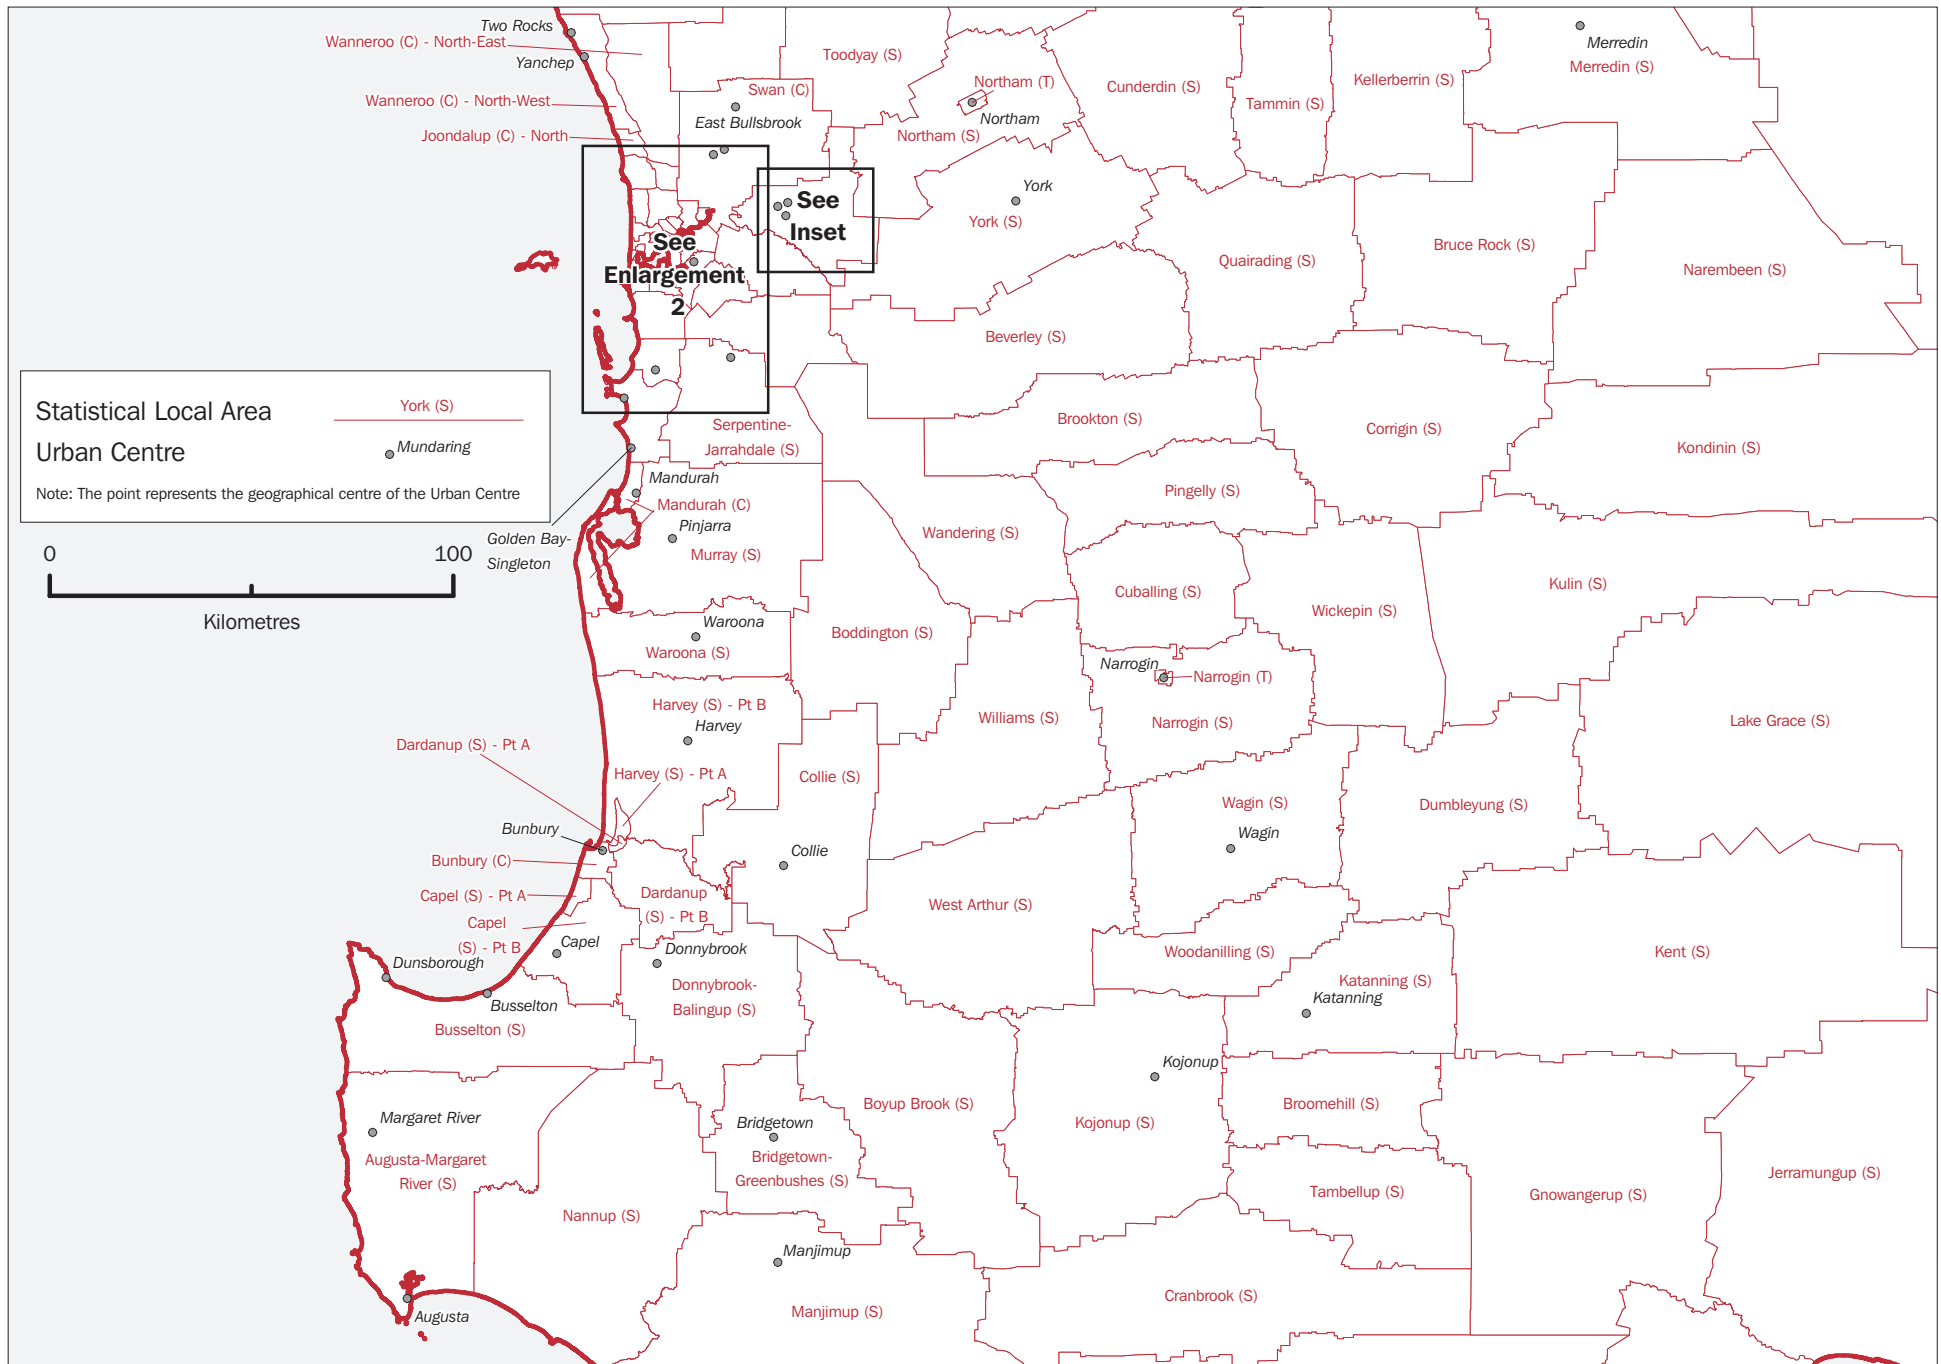 Two Rocks
Wanneroo (C) - North-East
Yanchep
Wanneroo (C) - North-West
Joondalup (C) - North
Toodyay (S)
Swan (C)
East Bullsbrook
Northam (T)
Northam
Northam (S)
Cunderdin (S)
Tammin (S)
Kellerberrin (S)
Merredin
Merredin (S)
See
Inset
See
Enlargement
2
York
York (S)
Quairading (S)
Bruce Rock (S)
Narembeen (S)
Beverley (S)
Statistical Local Area
York (S)
Urban Centre
Mundaring
Note: The point represents the geographical centre of the Urban Centre
0
100
Kilometres
Serpentine-
Jarrahdale (S)
Brookton (S)
Corrigin (S)
Kondinin (S)
Mandurah
Mandurah (C)
Pinjarra
Golden Bay-
Singleton
Murray (S)
Pingelly (S)
Wandering (S)
Cuballing (S)
Wickepin (S)
Kulin (S)
Waroona
Waroona (S)
Boddington (S)
Narrogin
Narrogin (T)
Narrogin (S)
Williams (S)
Lake Grace (S)
Harvey (S) - Pt B
Harvey
Dardanup (S) - Pt A
Harvey (S) - Pt A
Collie (S)
Wagin (S)
Wagin
Dumbleyung (S)
Bunbury
Bunbury (C)
Collie
Capel (S) - Pt A
Capel
(S) - Pt B
Dardanup
(S) - Pt B
West Arthur (S)
Capel
Donnybrook
Dunsborough
Busselton
Busselton (S)
Donnybrook-
Balingup (S)
Woodanilling (S)
Katanning (S)
Katanning
Kent (S)
Kojonup
Kojonup (S)
Broomehill (S)
Boyup Brook (S)
Margaret River
Augusta-Margaret
River (S)
Bridgetown
Bridgetown-
Greenbushes (S)
Nannup (S)
Tambellup (S)
Gnowangerup (S)
Jerramungup (S)
Manjimup
Manjimup (S)
Cranbrook (S)
Augusta